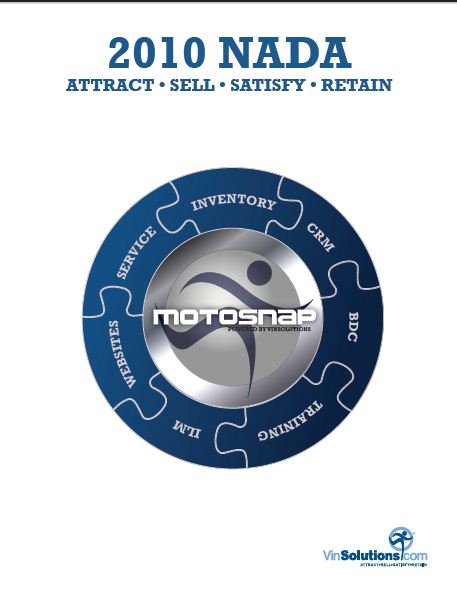 2010 NADA
ATTRACT • SELL • SATISFY • RETAIN
INVENTORY
CRM
BDC
TRAINING
ILM
WEBSITES
SERVICE
MOTOSNAP
POWERED BY VINSOLUTIONS
VinSolutions.com
ATTRACT•SELL•SATISFY•RETAIN